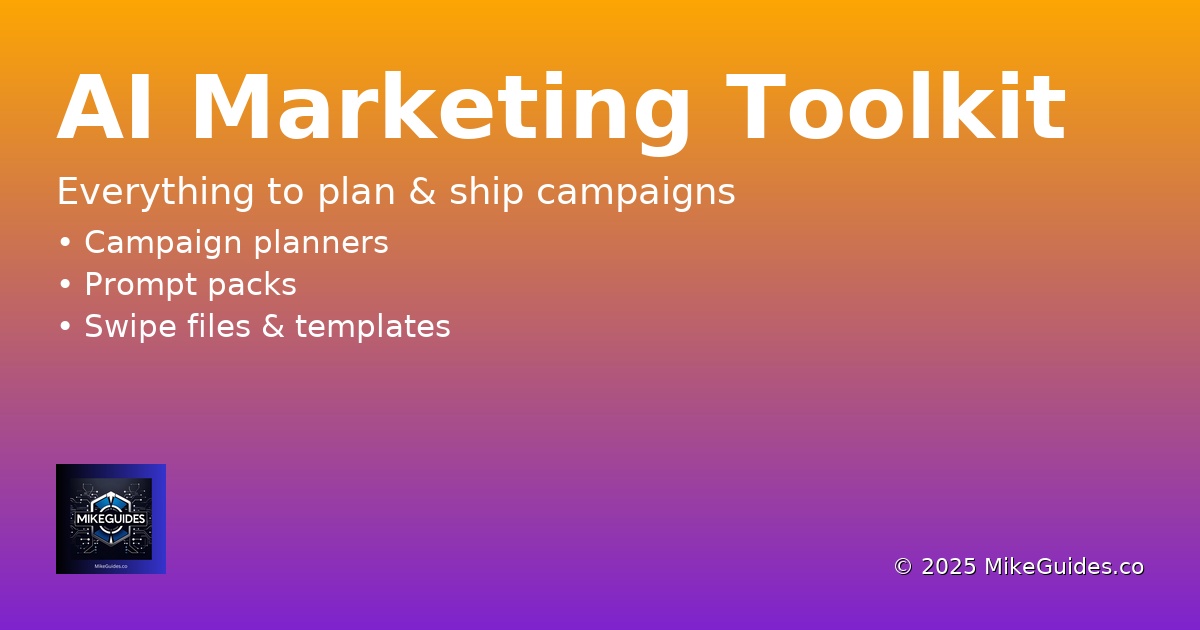 AI Marketing Toolkit
Everything to plan & ship campaigns
• Campaign planners
• Prompt packs
• Swipe files & templates
MIKEGUIDES
MikeGuides.co
© 2025 MikeGuides.co